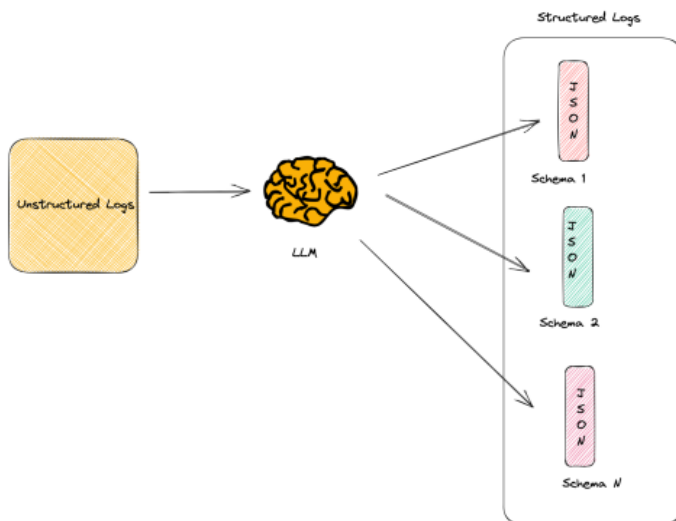 Structured Logs
JSON
Schema 1
Unstructured Logs
LLM
JSON
Schema 2
JSON
Schema N